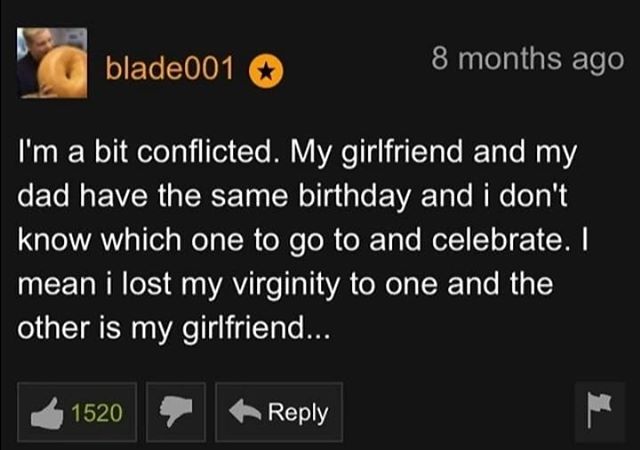 blade001
8 months ago
I'm a bit conflicted. My girlfriend and my
dad have the same birthday and i don't
know which one to go to and celebrate. I
mean i lost my virginity to one and the
other is my girlfriend...
1520
Reply